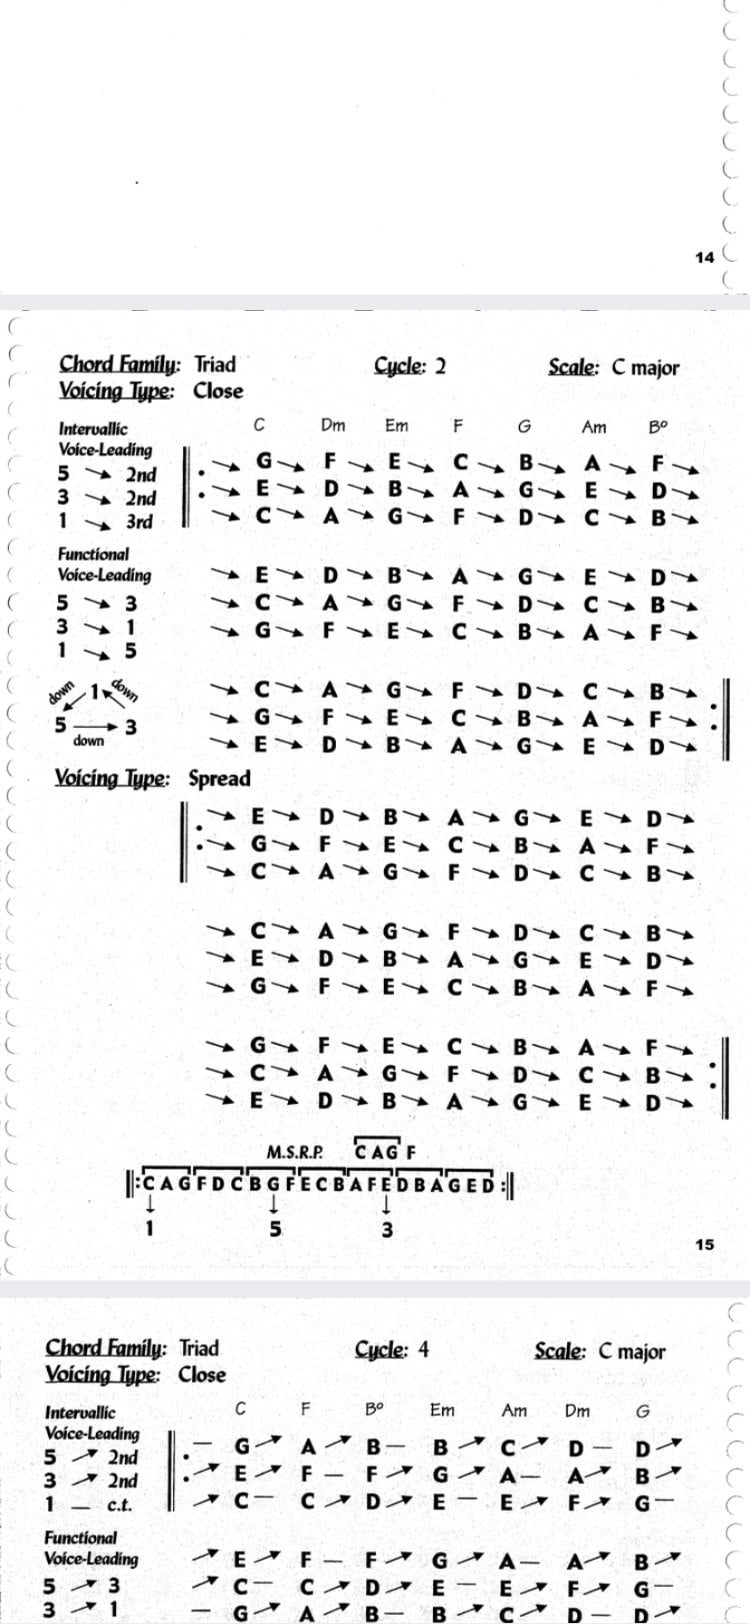 14
Chord Family: Triad Cycle: 2 Scale: C major
Voicing Type: Close
Intervallic C Dm Em F G Am B°
Voice-Leading
5 → 2nd G F E C B A F
3 → 2nd E D B A G E D
1 → 3rd C A G F D C B
Functional
Voice-Leading E D B A G E D
5 → 3 C A G F D C B
3 → 1 G F E C B A F
1 → 5
down 1 down C A G F D C B
5 → 3 G F E C B A F
down E D B A G E D
Voicing Type: Spread
E D B A G E D
G F E C B A F
C A G F D C B
C A G F D C B
E D B A G E D
G F E C B A F
G F E C B A F
C A G F D C B
E D B A G E D
M.S.R.P. C A G F
C A G F D C B G F E C B A F E D B A G E D
1 5 3
15
Chord Family: Triad Cycle: 4 Scale: C major
Voicing Type: Close
Intervallic C F B° Em Am Dm G
Voice-Leading
5 → 2nd — G A B — B C D — D
3 → 2nd E F — F G A — A B
1 — c.t. C — C D E — E F G —
Functional
Voice-Leading E F — F G A — A B
5 → 3 C — C D E — E F G —
3 → 1 — G A B — B C D — D